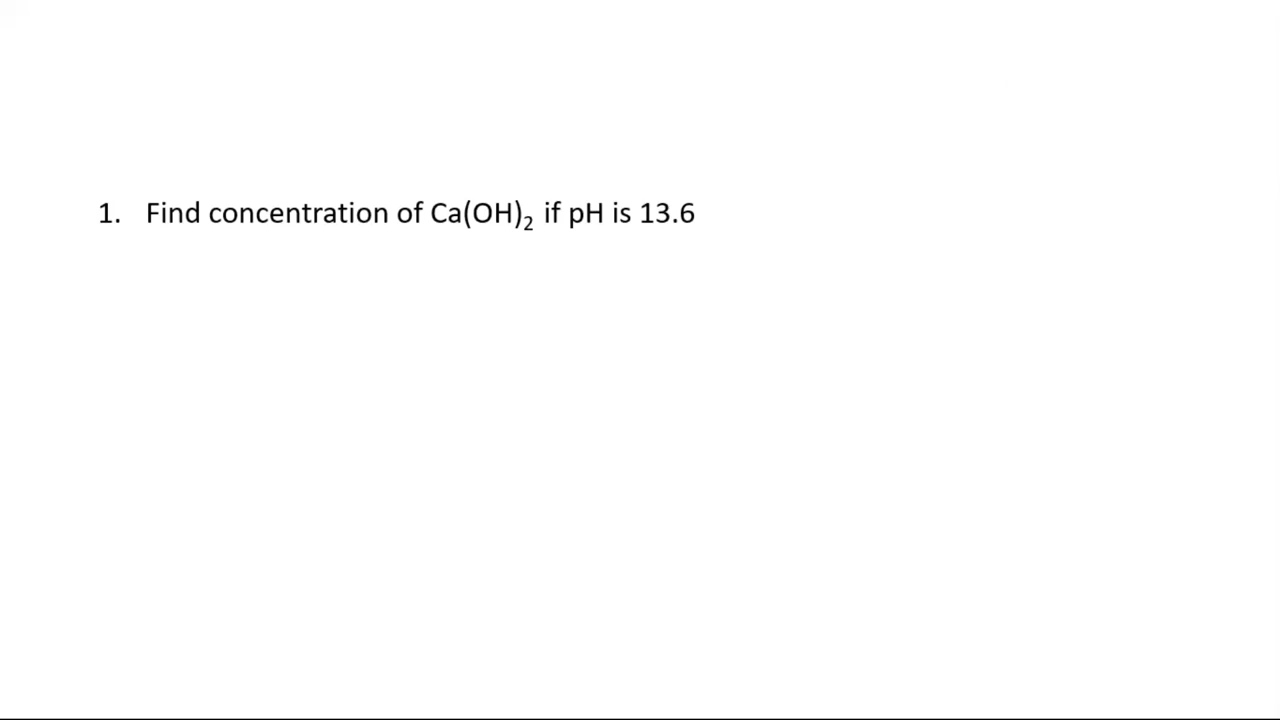 1. Find concentration of Ca(OH)₂ if pH is 13.6